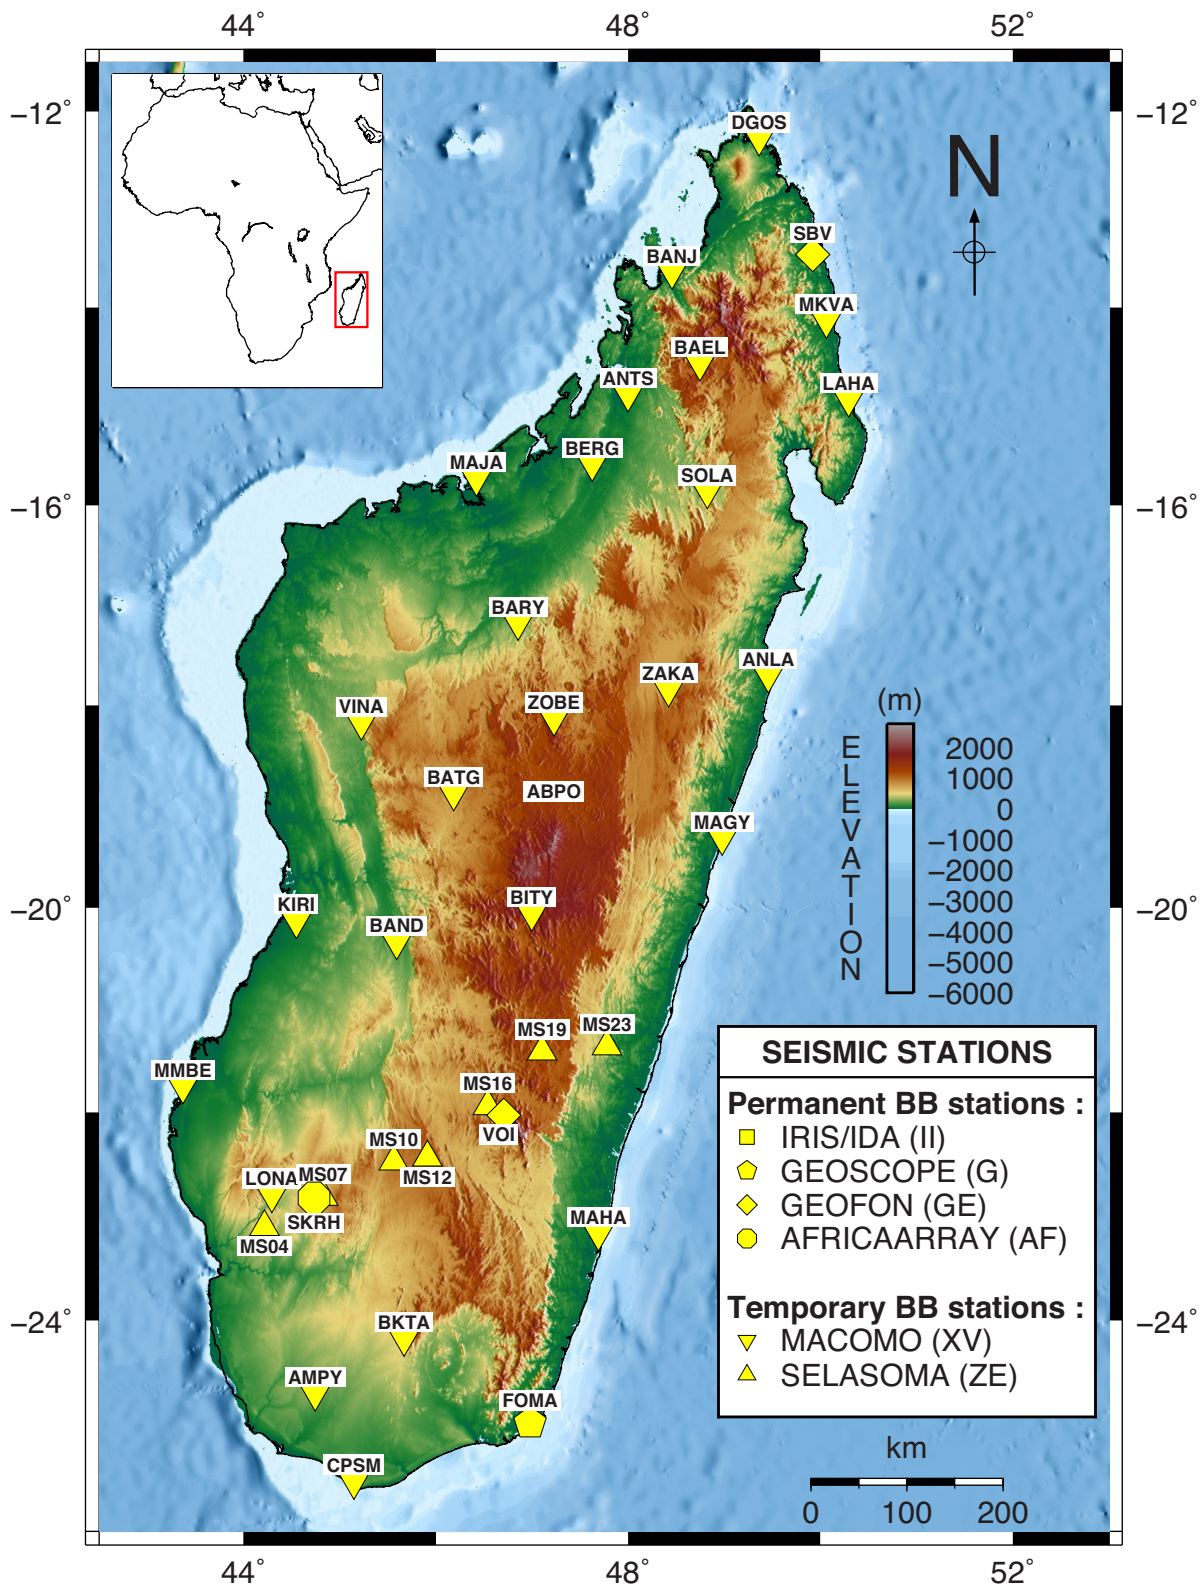 44° 48° 52°
−12° −12°
DGOS
N
SBV
BANJ
MKVA
BAEL
ANTS
LAHA
BERG
MAJA
SOLA
−16° −16°
BARY
ANLA
ZAKA
ZOBE
VINA
(m)
ELEVATION
2000
1000
0
−1000
−2000
−3000
−4000
−5000
−6000
BATG
ABPO
MAGY
BITY
KIRI
−20° −20°
BAND
MS23
MS19
MMBE
MS16
VOI
MS10
MS12
LONA
MS07
SKRH
MS04
MAHA
−24° −24°
BKTA
AMPY
FOMA
CPSM
SEISMIC STATIONS
Permanent BB stations :
IRIS/IDA (II)
GEOSCOPE (G)
GEOFON (GE)
AFRICAARRAY (AF)
Temporary BB stations :
MACOMO (XV)
SELASOMA (ZE)
km
0 100 200
44° 48° 52°